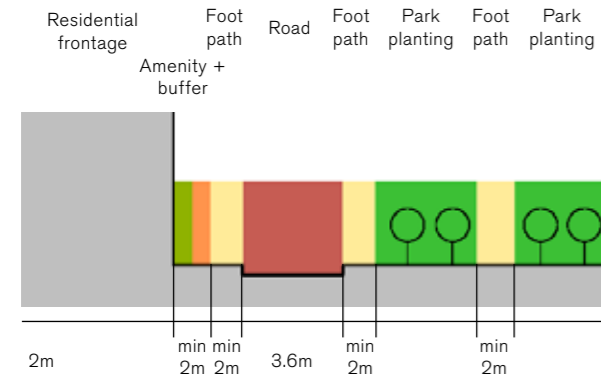 Residential
frontage
Amenity +
buffer
Foot
path
Road
Foot
path
Park
planting
Foot
path
Park
planting
2m
min
2m
min
2m
3.6m
min
2m
min
2m